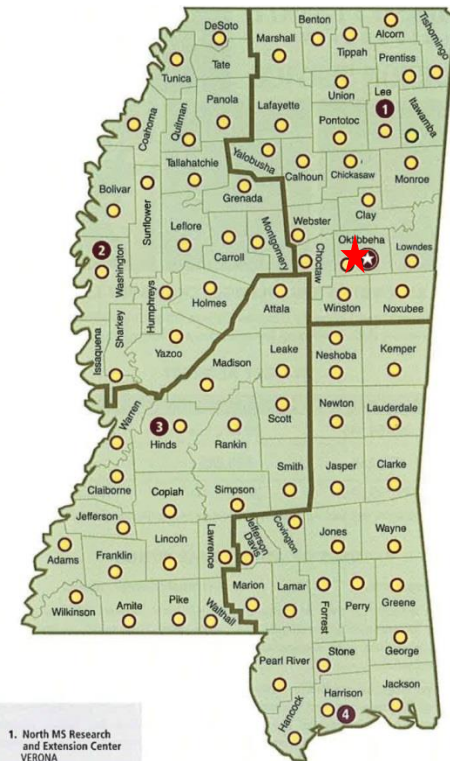 DeSoto
Benton
Alcorn
Tishomingo
Marshall
Tippah
Prentiss
Tunica
Tate
Union
Lee
Itawamba
Panola
Lafayette
1
Coahoma
Quitman
Pontotoc
Yalobusha
Tallahatchie
Calhoun
Chickasaw
Monroe
Bolivar
Sunflower
Grenada
Clay
Webster
Leflore
Montgomery
Choctaw
Oktibbeha
Lowndes
2
Washington
Carroll
Humphreys
Holmes
Attala
Winston
Noxubee
Issaquena
Sharkey
Yazoo
Madison
Leake
Neshoba
Kemper
Warren
Scott
Newton
Lauderdale
3
Hinds
Rankin
Claiborne
Smith
Jasper
Clarke
Copiah
Simpson
Jefferson
Lawrence
Jefferson
Davis
Covington
Jones
Wayne
Adams
Franklin
Lincoln
Marion
Lamar
Forrest
Perry
Greene
Wilkinson
Amite
Pike
Walthall
Stone
George
Pearl River
Harrison
Jackson
Hancock
4
1. North MS Research
and Extension Center
VERONA